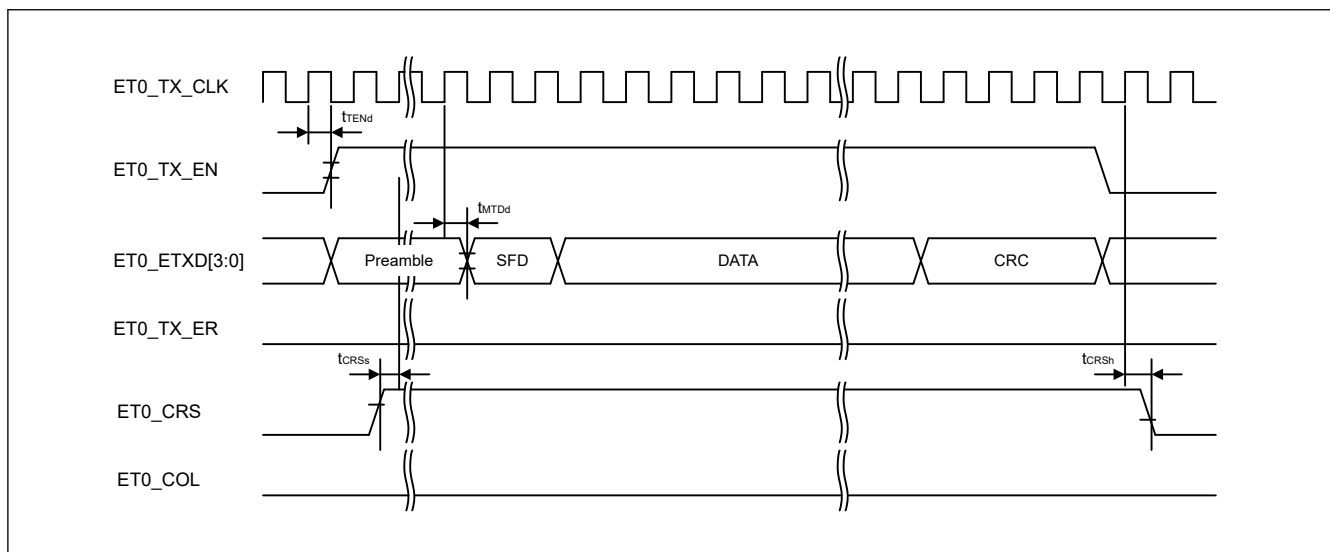 ET0_TX_CLK
tTENd
ET0_TX_EN
tMTDd
ET0_ETXD[3:0]
Preamble SFD DATA CRC
ET0_TX_ER
tCRSs tCRSh
ET0_CRS
ET0_COL